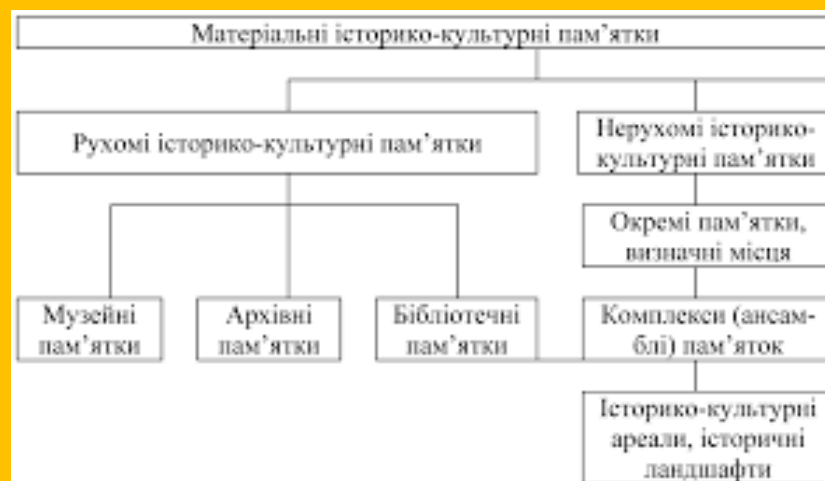 Матеріальні історико-культурні пам’ятки
Рухомі історико-культурні пам’ятки
Нерухомі історико-
культурні пам’ятки
Окремі пам’ятки,
визначні місця
Музейні
пам’ятки
Архівні
пам’ятки
Бібліотечні
пам’ятки
Комплекси (ансам-
блі) пам’яток
Історико-культурні
ареали, історичні
ландшафти